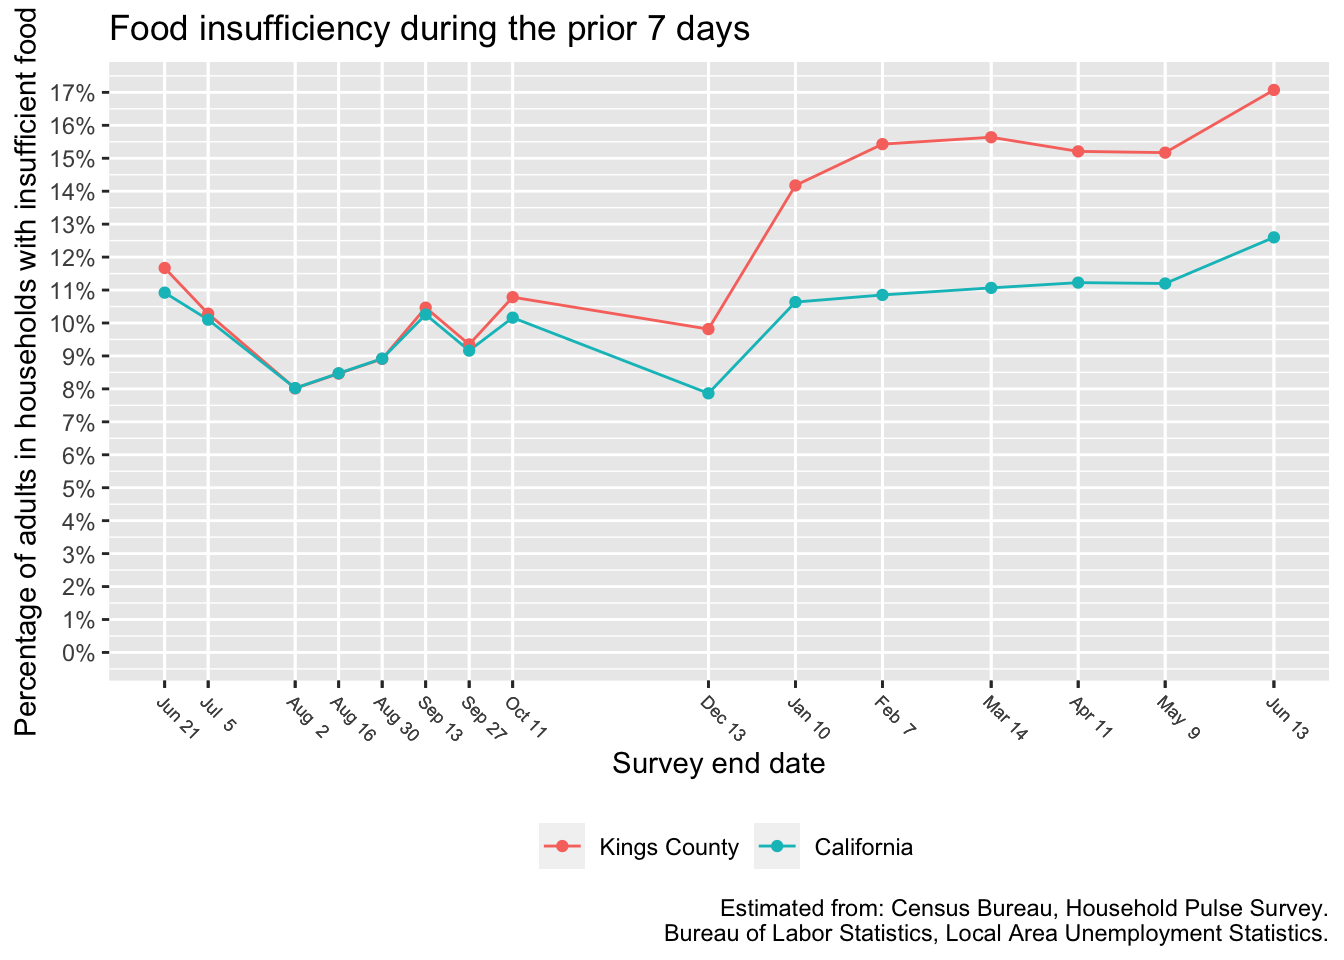 Food insufficiency during the prior 7 days
Percentage of adults in households with insufficient food
17%
16%
15%
14%
13%
12%
11%
10%
9%
8%
7%
6%
5%
4%
3%
2%
1%
0%
Jun 21
Jul 5
Aug 2
Aug 16
Aug 30
Sep 13
Sep 27
Oct 11
Dec 13
Jan 10
Feb 7
Mar 14
Apr 11
May 9
Jun 13
Survey end date
Kings County
California
Estimated from: Census Bureau, Household Pulse Survey.
Bureau of Labor Statistics, Local Area Unemployment Statistics.